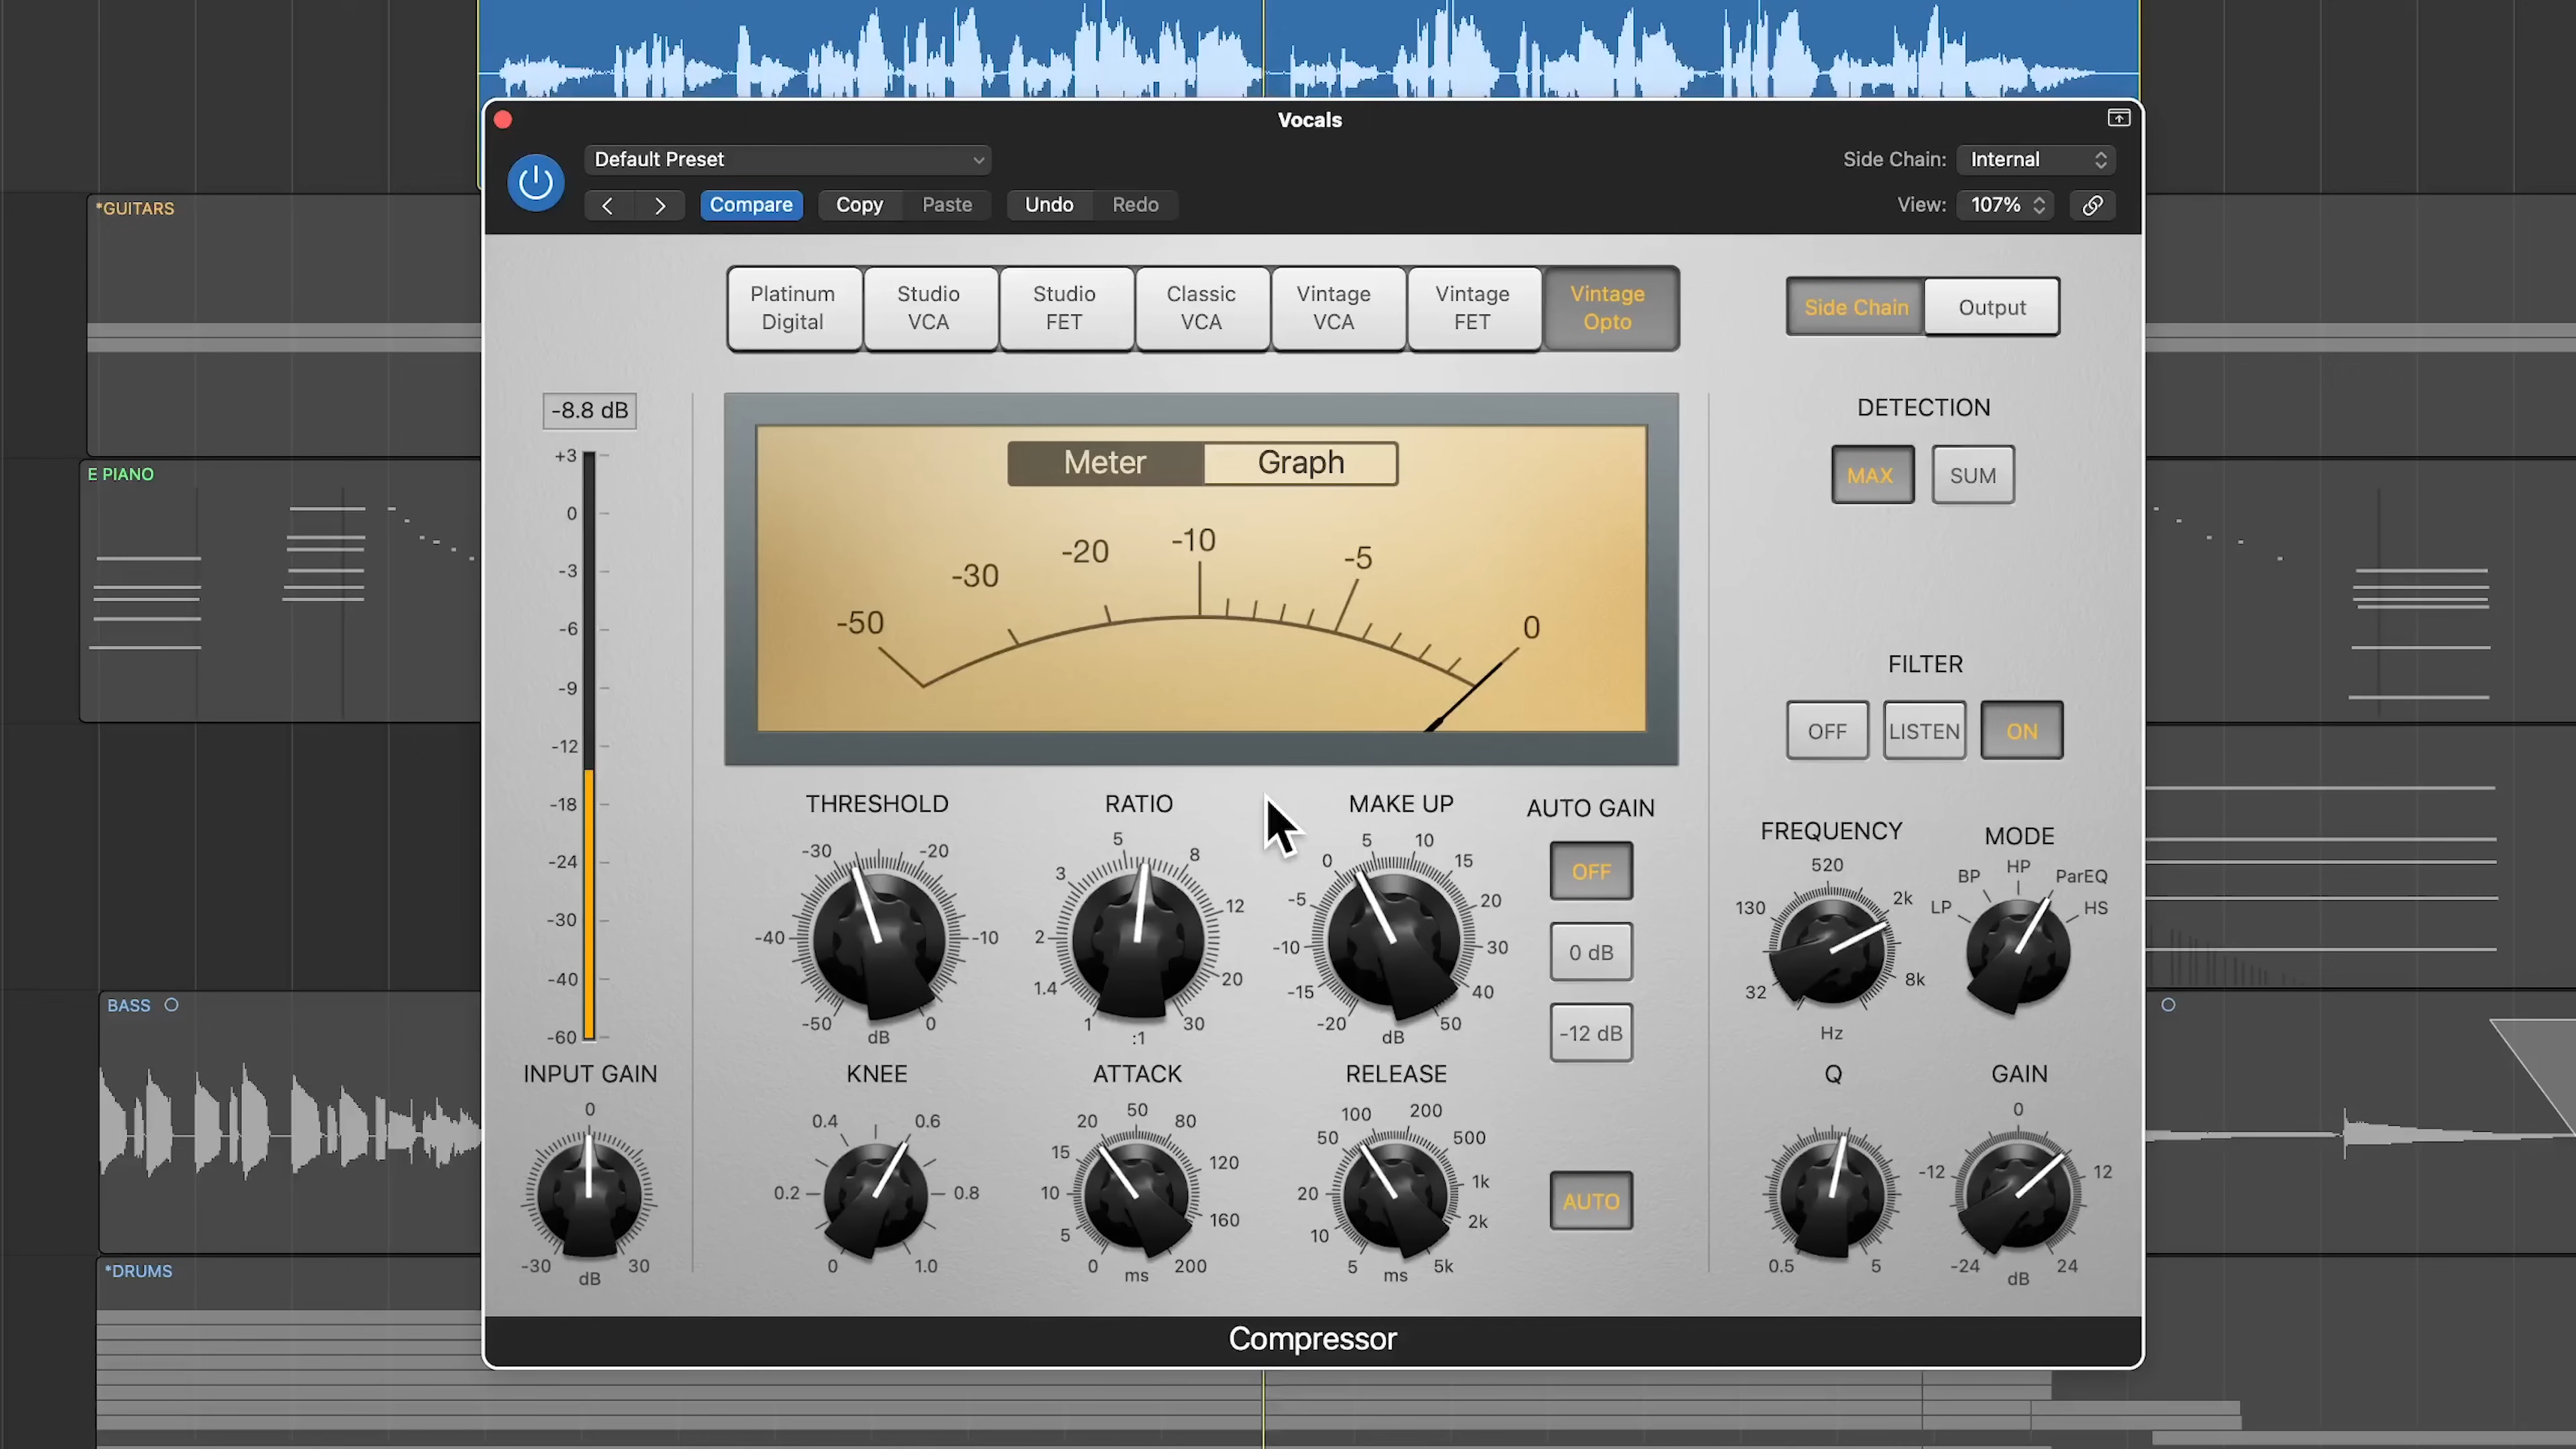 Vocals
Default Preset
Side Chain: Internal
Compare Copy Paste Undo Redo
View: 107%
*GUITARS
Platinum Digital
Studio VCA
Studio FET
Classic VCA
Vintage VCA
Vintage FET
Vintage Opto
Side Chain Output
-8.8 dB
+3
0
-3
-6
-9
-12
-18
-24
-30
-40
-60
Meter Graph
-50 -30 -20 -10 -5 0
DETECTION
MAX SUM
E PIANO
FILTER
OFF LISTEN ON
THRESHOLD
-50 -40 -30 -20 -10 0
dB
RATIO
1 1.4 2 3 5 8 12 20 30
:1
MAKE UP
-20 -15 -10 -5 0 5 10 15 20 30 40 50
dB
AUTO GAIN
OFF
0 dB
-12 dB
FREQUENCY
32 130 520 2k 8k
Hz
MODE
LP BP HP ParEQ HS
BASS
INPUT GAIN
-30 0 30
dB
KNEE
0 0.2 0.4 0.6 0.8 1.0
ATTACK
0 5 10 15 20 50 80 120 160 200
ms
RELEASE
5 10 20 50 100 200 500 1k 2k 5k
ms
AUTO
Q
0.5 5
GAIN
-24 -12 0 12 24
dB
*DRUMS
Compressor